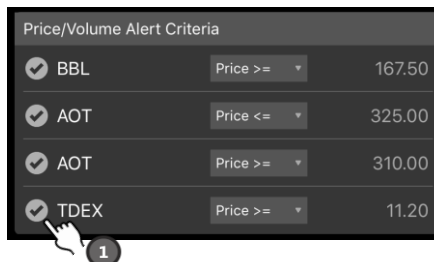 Price/Volume Alert Criteria
BBL Price >= 167.50
AOT Price <= 325.00
AOT Price >= 310.00
TDEX Price >= 11.20
1